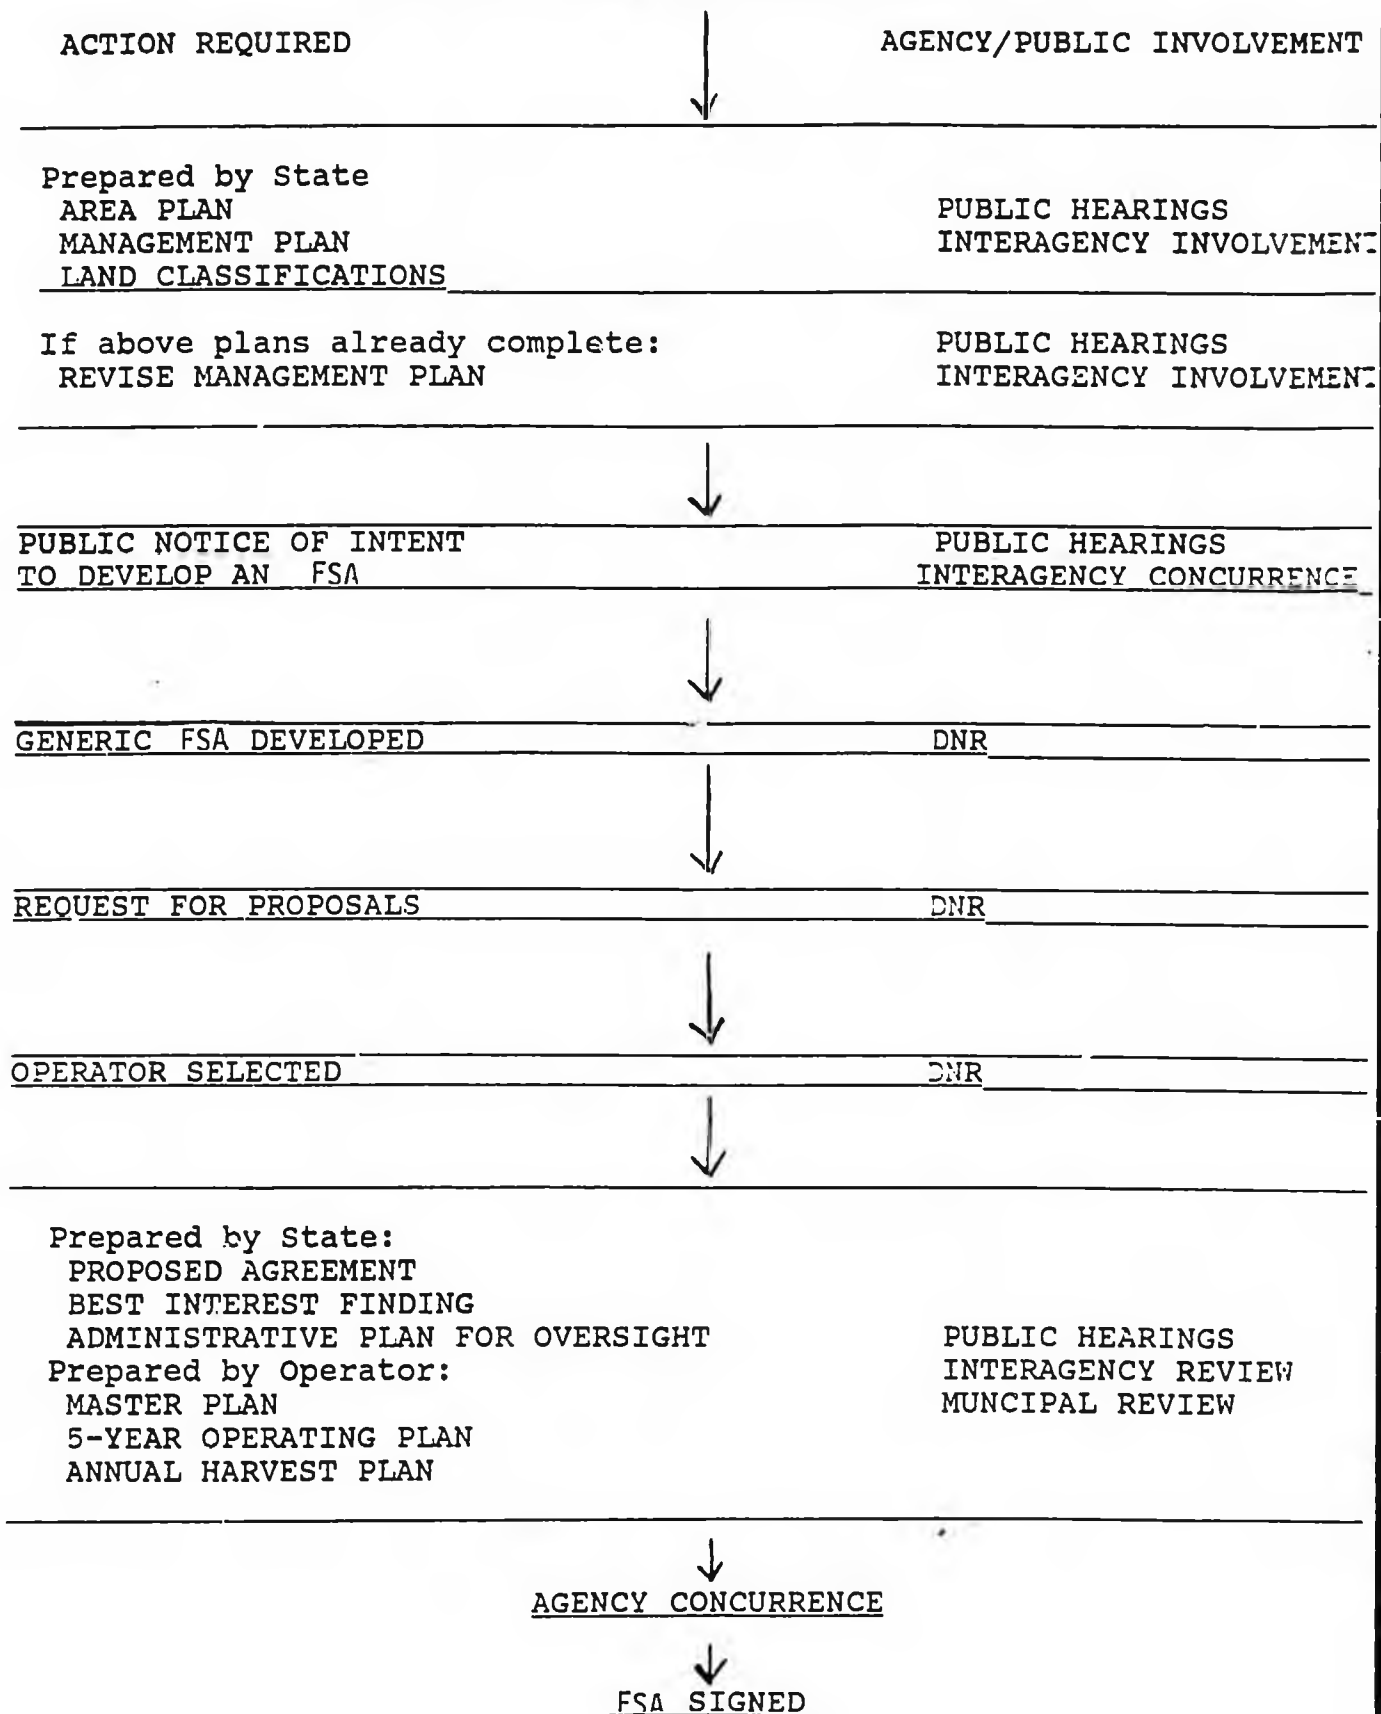 ACTION REQUIRED AGENCY/PUBLIC INVOLVEMENT
Prepared by State
AREA PLAN PUBLIC HEARINGS
MANAGEMENT PLAN INTERAGENCY INVOLVEMENT
LAND CLASSIFICATIONS
If above plans already complete: PUBLIC HEARINGS
REVISE MANAGEMENT PLAN INTERAGENCY INVOLVEMENT
PUBLIC NOTICE OF INTENT PUBLIC HEARINGS
TO DEVELOP AN FSA INTERAGENCY CONCURRENCE
GENERIC FSA DEVELOPED DNR
REQUEST FOR PROPOSALS DNR
OPERATOR SELECTED DNR
Prepared by State:
PROPOSED AGREEMENT
BEST INTEREST FINDING
ADMINISTRATIVE PLAN FOR OVERSIGHT PUBLIC HEARINGS
Prepared by Operator: INTERAGENCY REVIEW
MASTER PLAN MUNCIPAL REVIEW
5-YEAR OPERATING PLAN
ANNUAL HARVEST PLAN
AGENCY CONCURRENCE
FSA SIGNED